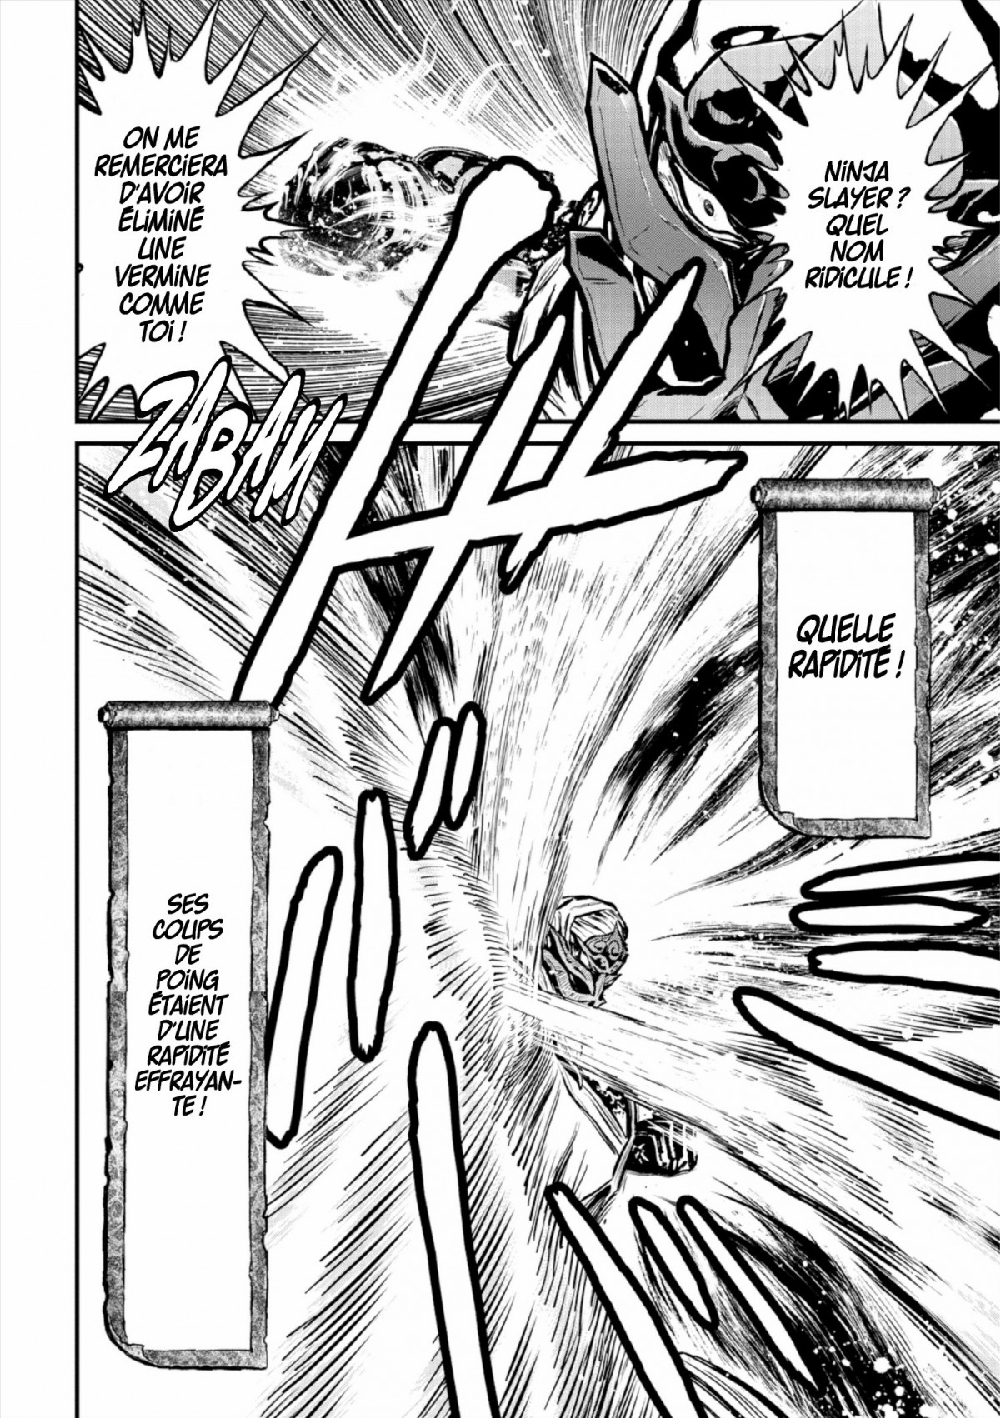 NINJA
SLAYER ?
QUEL
NOM
RIDICULE !
ON ME
REMERCIERA
D'AVOIR
ÉLIMINÉ
UNE
VERMINE
COMME
TOI !
ZABAM
QUELLE
RAPIDITÉ !
SES
COUPS
DE
POING
ÉTAIENT
D'UNE
RAPIDITÉ
EFFRAYAN-
TE !